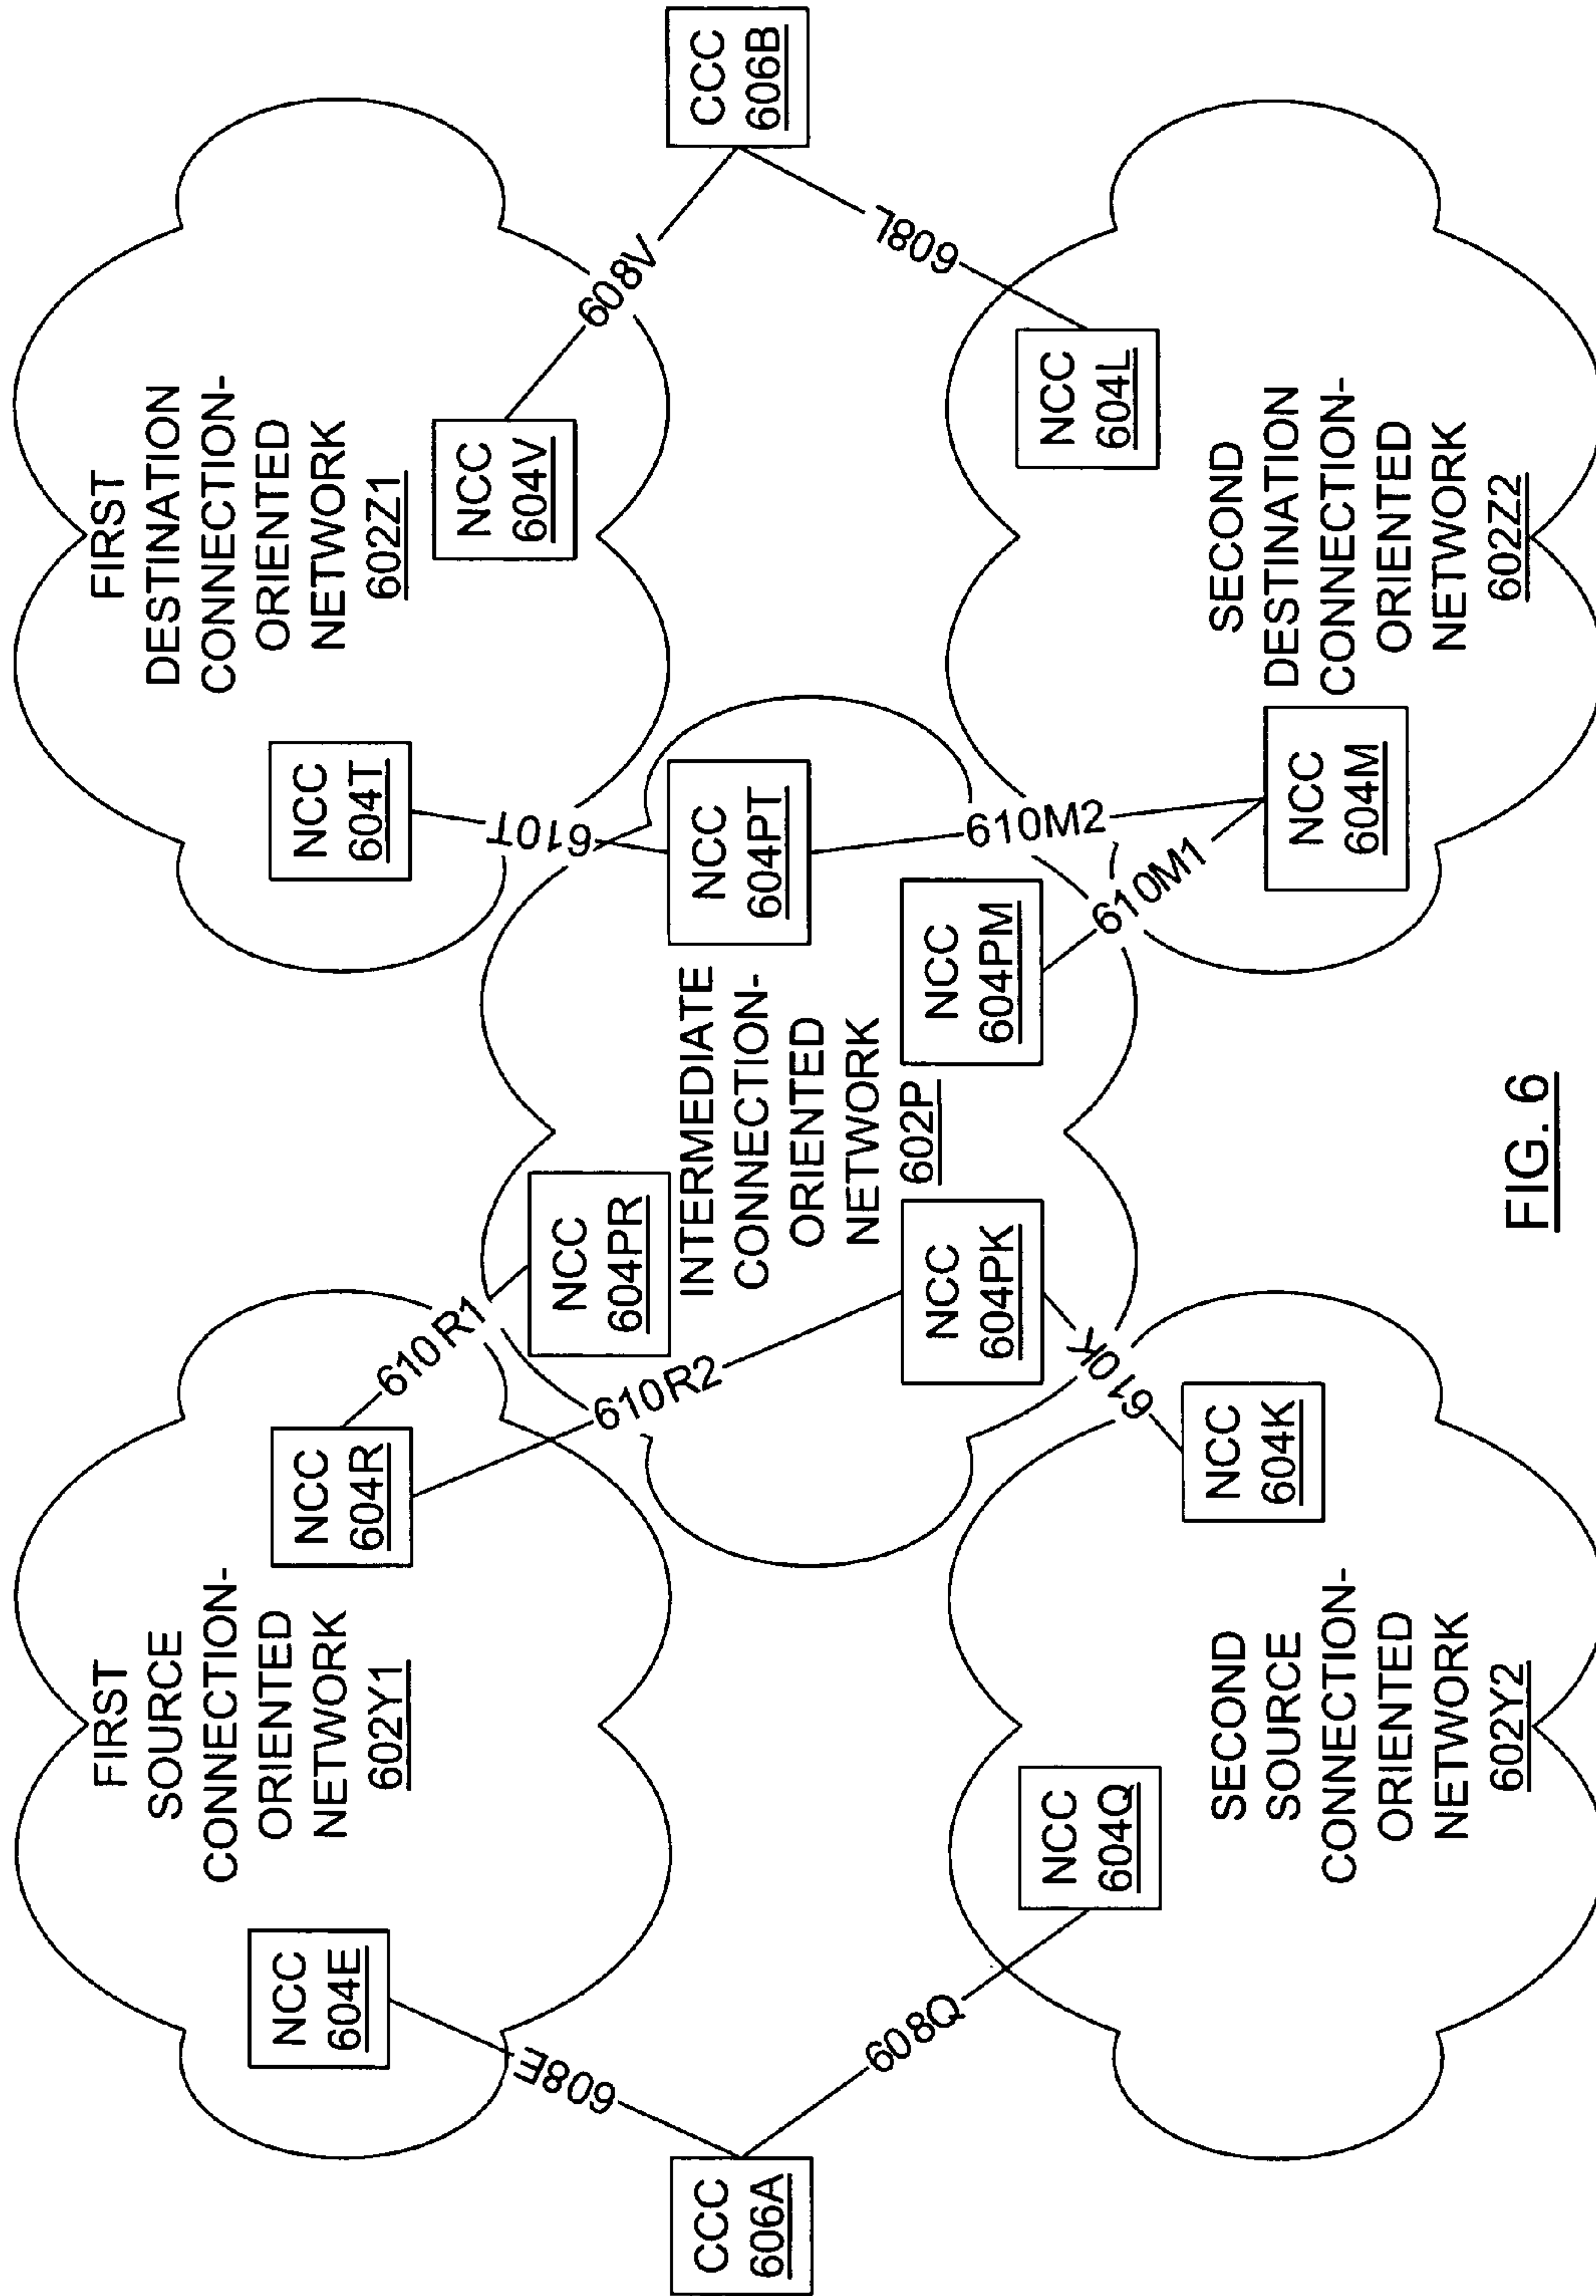 FIRST
SOURCE
CONNECTION-
ORIENTED
NETWORK
602Y1
NCC
604E
NCC
604R
FIRST
DESTINATION
CONNECTION-
ORIENTED
NETWORK
602Z1
NCC
604T
NCC
604V
610R1
610R2
610T
608V
608E
CCC
606A
608Q
NCC
604PR
INTERMEDIATE
CONNECTION-
ORIENTED
NETWORK
602P
NCC
604PT
NCC
604PK
NCC
604PM
CCC
606B
608L
610K
610M2
610M1
NCC
604Q
SECOND
SOURCE
CONNECTION-
ORIENTED
NETWORK
602Y2
NCC
604K
NCC
604M
SECOND
DESTINATION
CONNECTION-
ORIENTED
NETWORK
602Z2
NCC
604L
FIG. 6